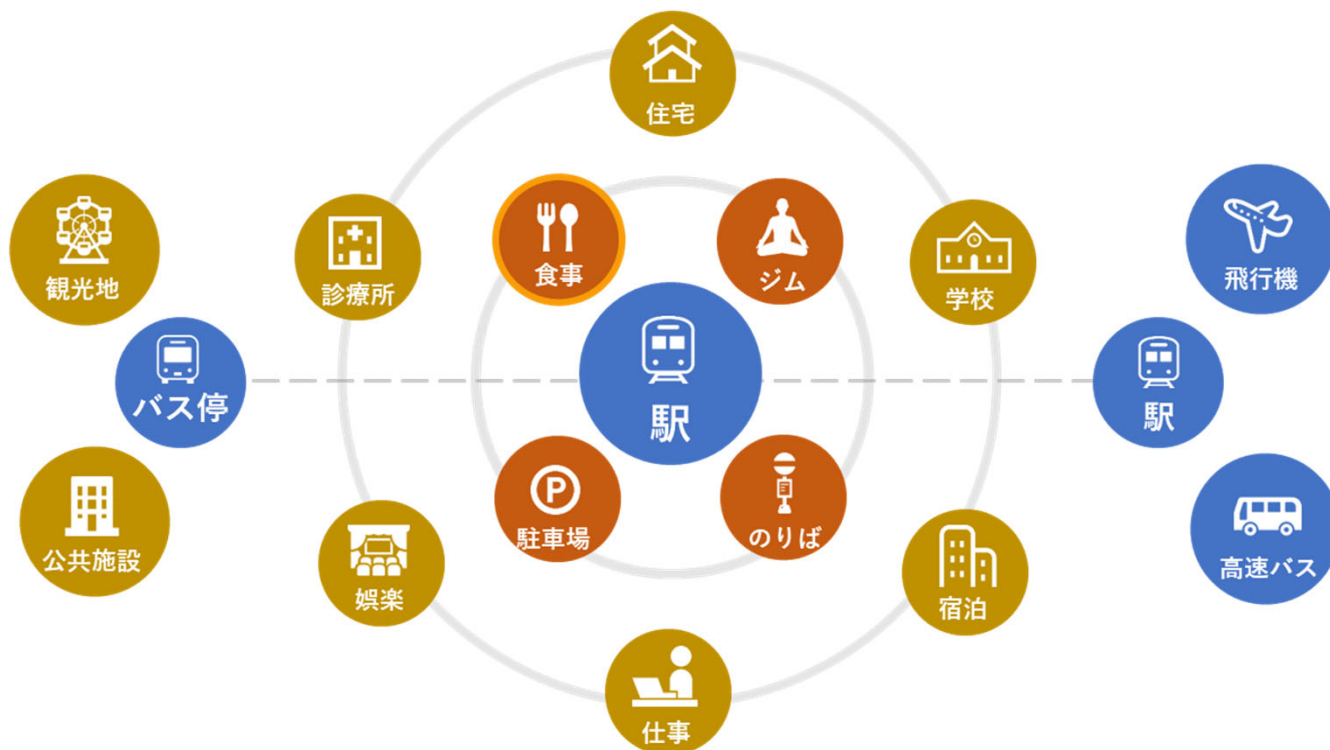 住宅
観光地
診療所
食事
ジム
学校
飛行機
バス停
駅
駅
公共施設
娯楽
駐車場
P
のりば
宿泊
高速バス
仕事